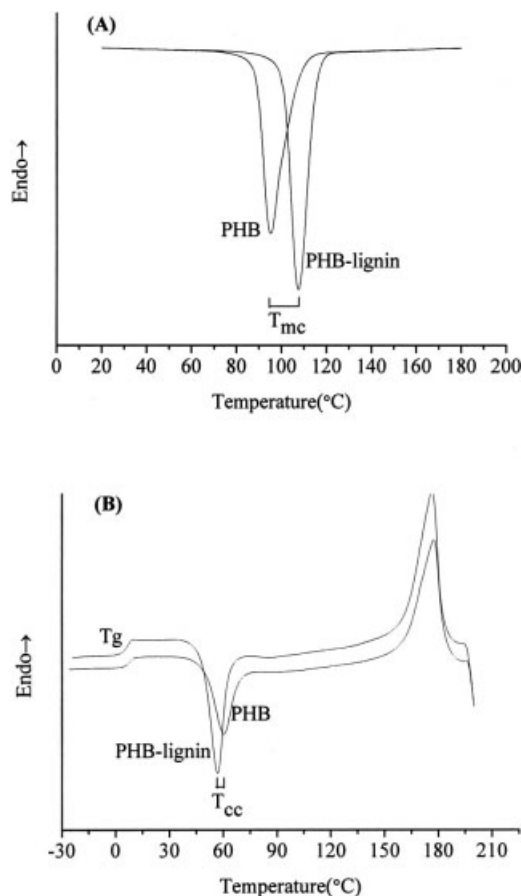 (A)
Endo→
PHB
PHB-lignin
Tmc
0 20 40 60 80 100 120 140 160 180 200
Temperature(°C)
(B)
Tg
Endo→
PHB
PHB-lignin
Tcc
-30 0 30 60 90 120 150 180 210
Temperature(°C)